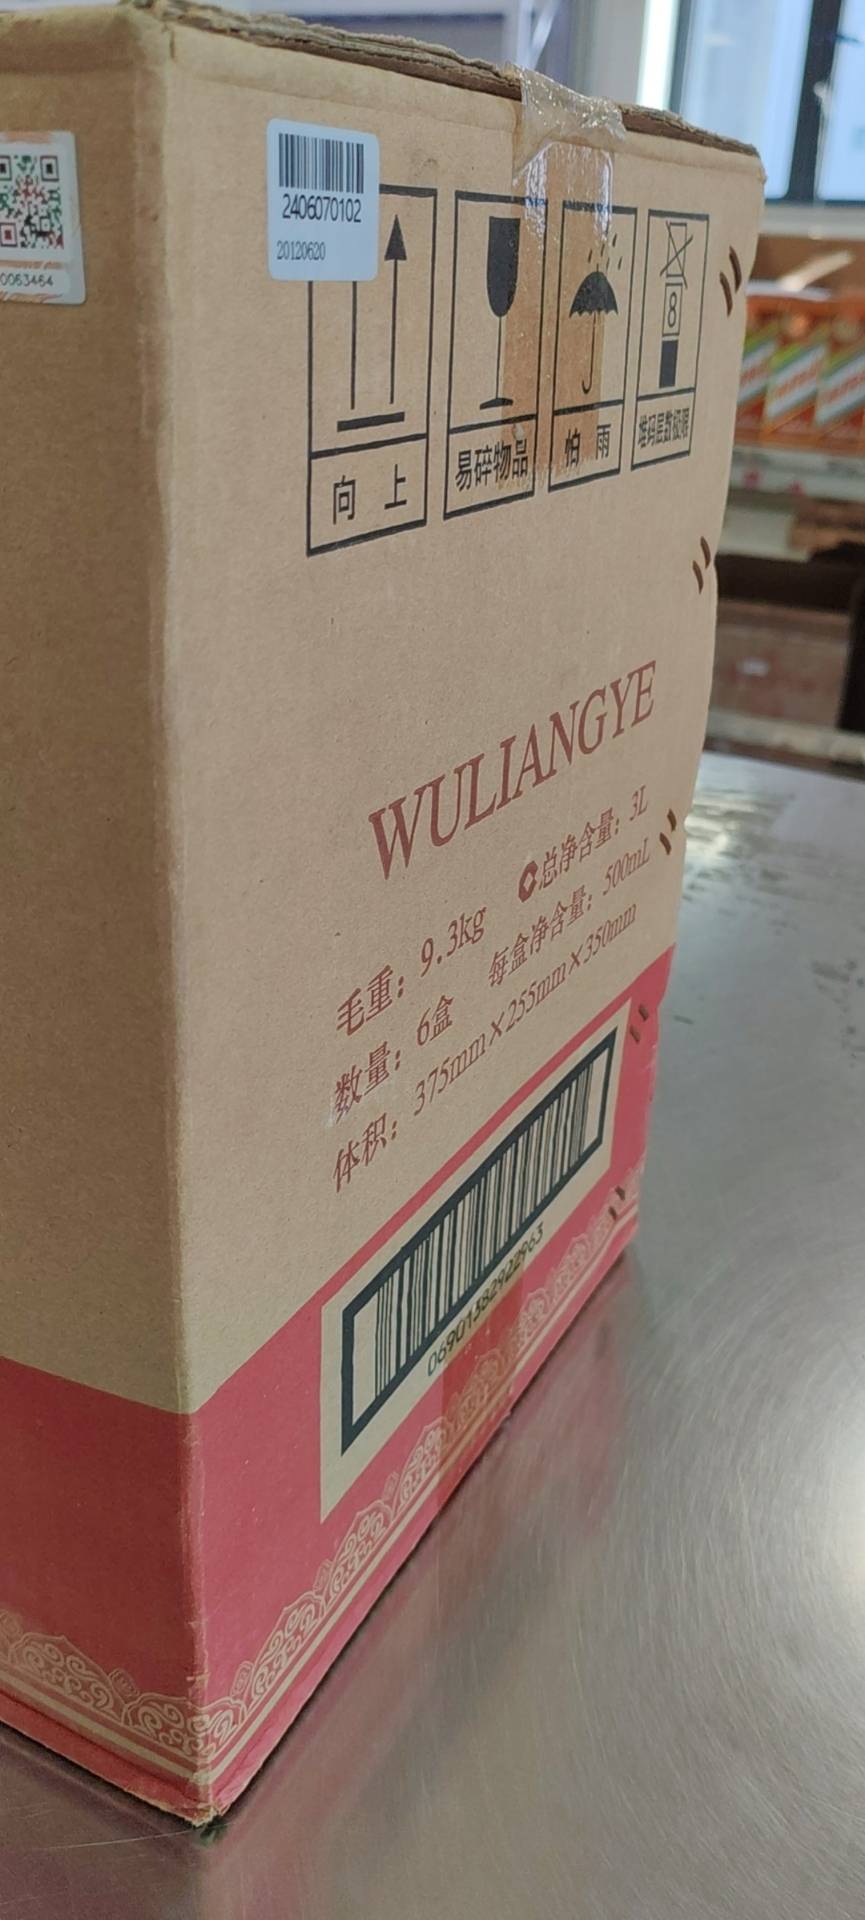 0063464
2406070102
20120620
向上
易碎物品
怕雨
8
堆码层数极限
WULIANGYE
毛重：9.3kg 总净含量：3L
数量：6盒 每盒净含量：500mL
体积：375mm×255mm×350mm
06901382922963